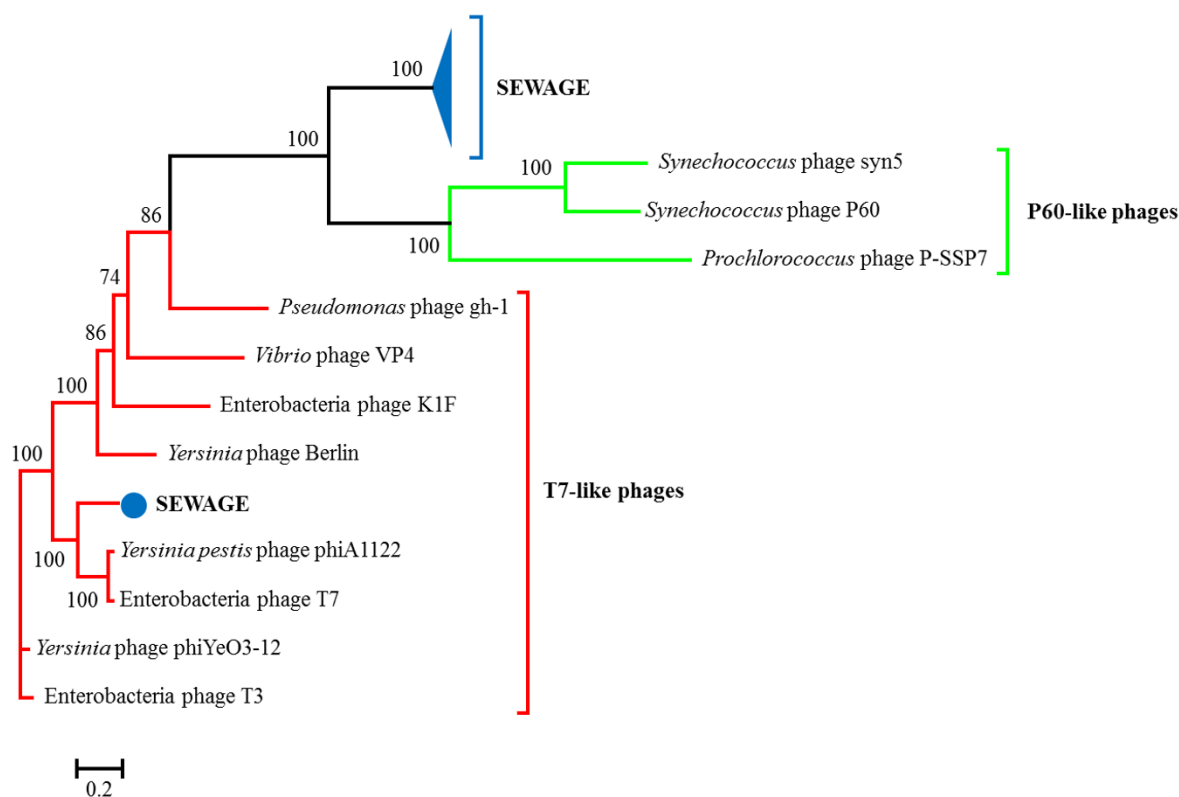 100
SEWAGE
100
100
Synechococcus phage syn5
86
Synechococcus phage P60
P60-like phages
100
Prochlorococcus phage P-SSP7
74
Pseudomonas phage gh-1
86
Vibrio phage VP4
100
Enterobacteria phage K1F
100
Yersinia phage Berlin
T7-like phages
SEWAGE
100
Yersinia pestis phage phiA1122
100
Enterobacteria phage T7
Yersinia phage phiYeO3-12
Enterobacteria phage T3
0.2